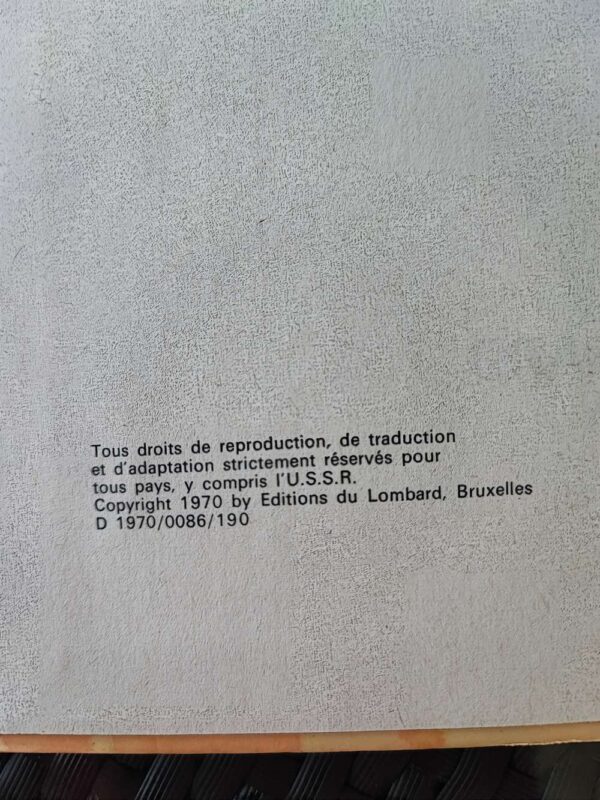 Tous droits de reproduction, de traduction
et d'adaptation strictement réservés pour
tous pays, y compris l'U.S.S.R.
Copyright 1970 by Editions du Lombard, Bruxelles
D 1970/0086/190